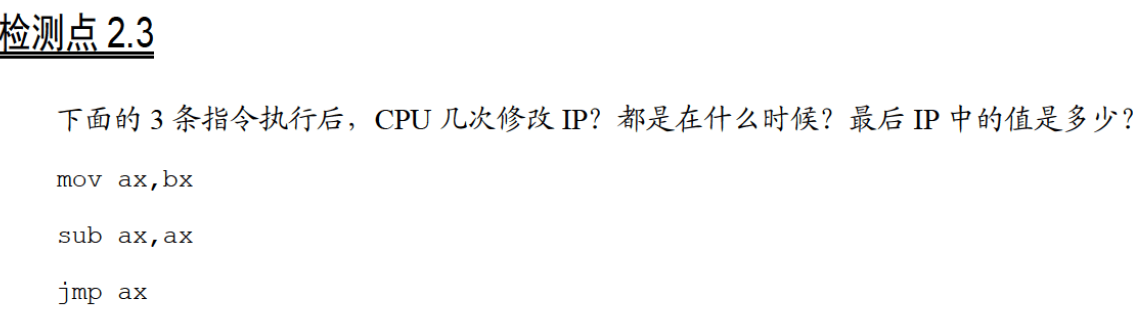 检测点 2.3
下面的 3 条指令执行后，CPU 几次修改 IP？都是在什么时候？最后 IP 中的值是多少？
mov ax,bx
sub ax,ax
jmp ax